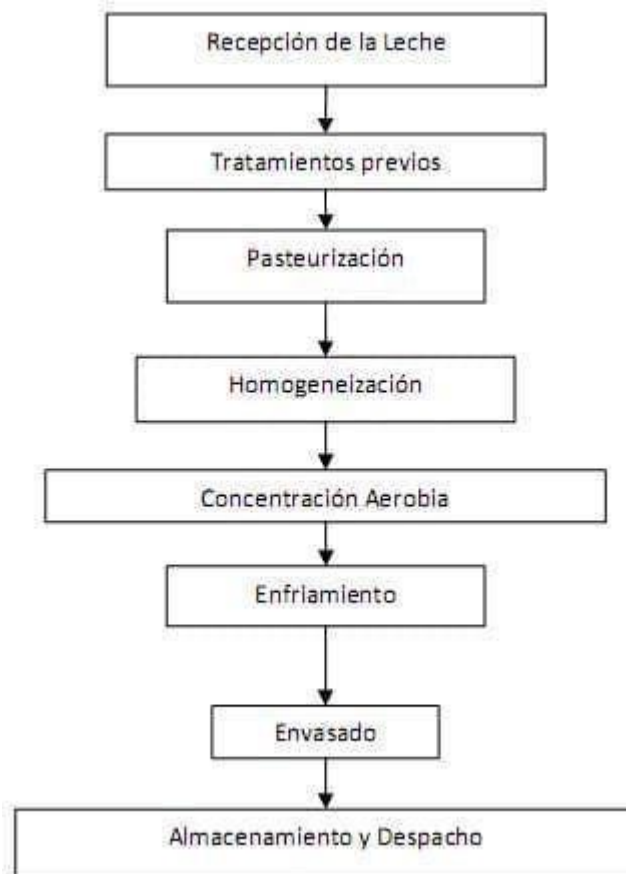 Recepción de la Leche
Tratamientos previos
Pasteurización
Homogeneización
Concentración Aerobia
Enfriamiento
Envasado
Almacenamiento y Despacho